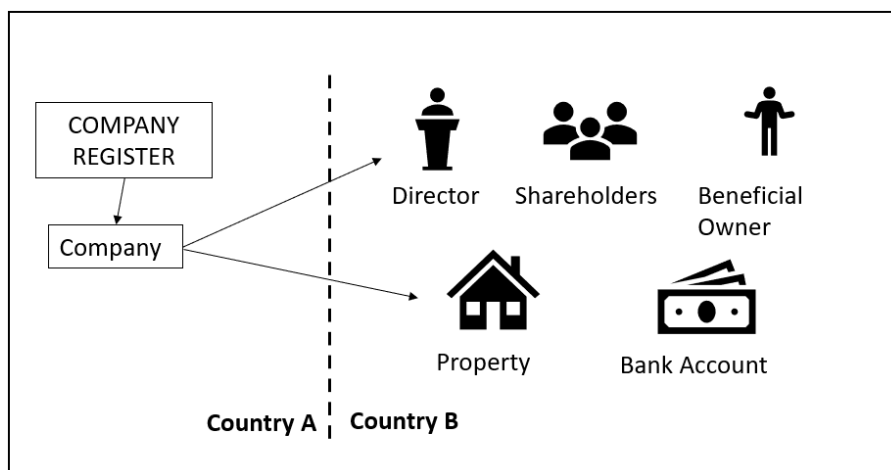 COMPANY
REGISTER
Company
Director
Shareholders
Beneficial
Owner
Property
Bank Account
Country A
Country B